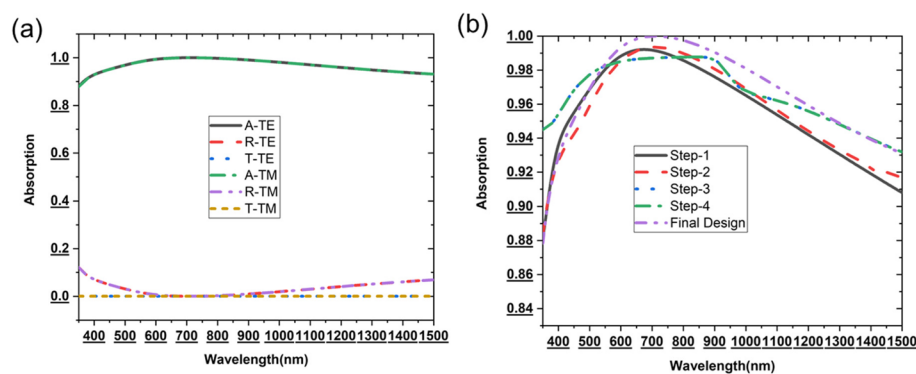 (a)
Absorption
1.0
0.8
0.6
0.4
0.2
0.0
A-TE
R-TE
T-TE
A-TM
R-TM
T-TM
400 500 600 700 800 900 1000 1100 1200 1300 1400 1500
Wavelength(nm)
(b)
Absorption
1.00
0.98
0.96
0.94
0.92
0.90
0.88
0.86
0.84
Step-1
Step-2
Step-3
Step-4
Final Design
400 500 600 700 800 900 1000 1100 1200 1300 1400 1500
Wavelength(nm)